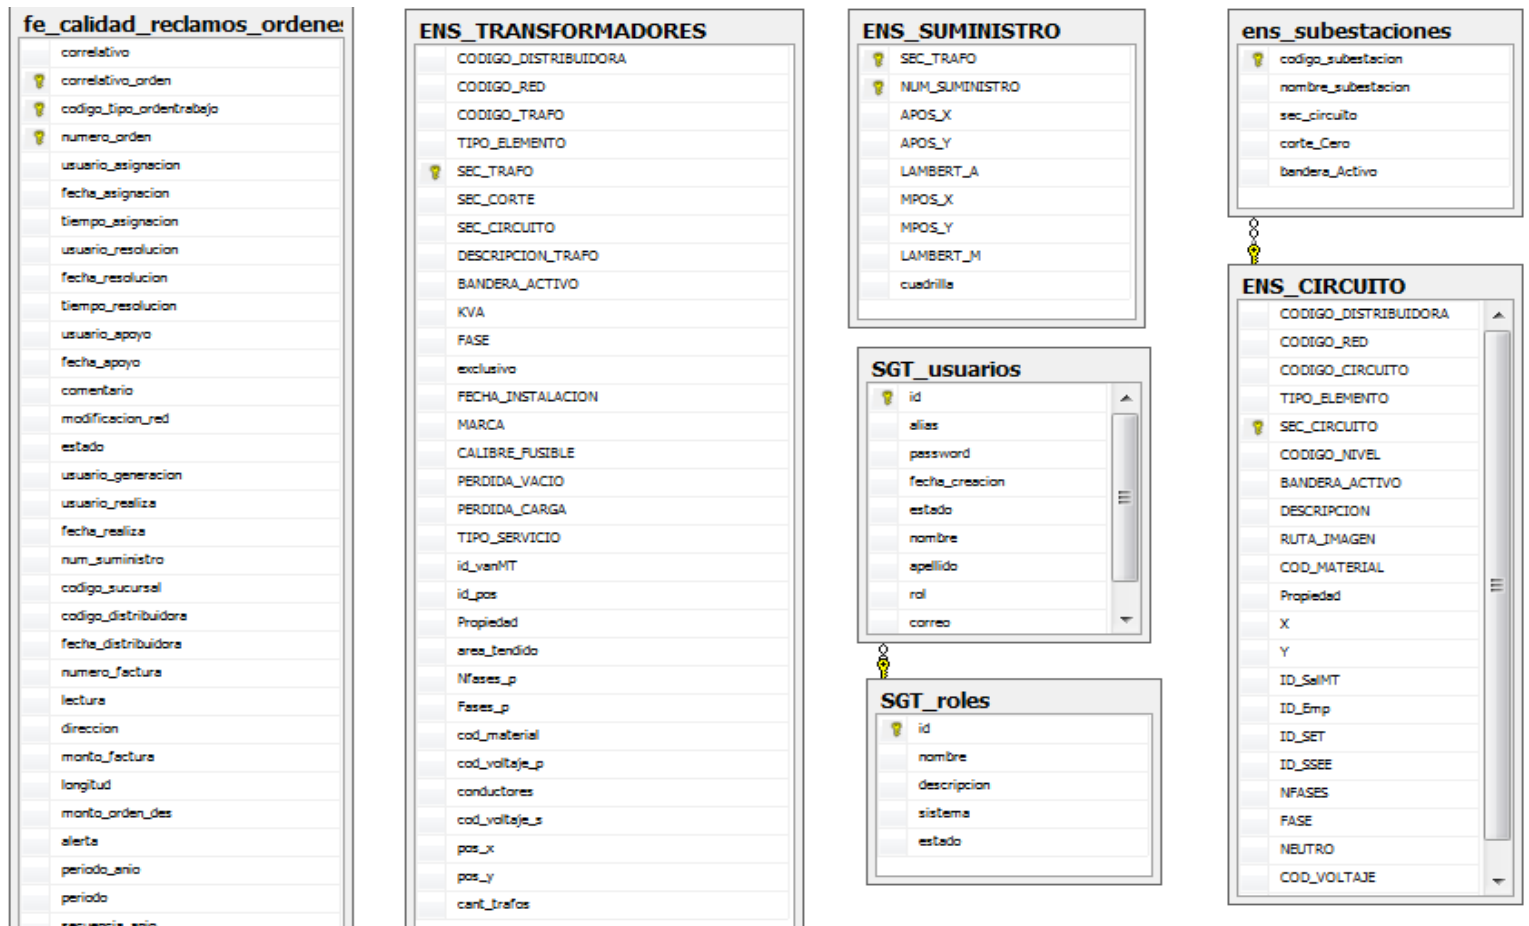 fe_calidad_reclamos_ordenes
correlativo
correlativo_orden
codigo_tipo_ordentrabajo
numero_orden
usuario_asignacion
fecha_asignacion
tiempo_asignacion
usuario_resolucion
fecha_resolucion
tiempo_resolucion
usuario_apoyo
fecha_apoyo
comentario
modificacion_red
estado
usuario_generacion
usuario_realiza
fecha_realiza
num_suministro
codigo_sucursal
codigo_distribuidora
fecha_distribuidora
numero_factura
lectura
direccion
monto_factura
longitud
monto_orden_des
alerta
periodo_anio
periodo
secuencia_anio
ENS_TRANSFORMADORES
CODIGO_DISTRIBUIDORA
CODIGO_RED
CODIGO_TRAFO
TIPO_ELEMENTO
SEC_TRAFO
SEC_CORTE
SEC_CIRCUITO
DESCRIPCION_TRAFO
BANDERA_ACTIVO
KVA
FASE
exclusivo
FECHA_INSTALACION
MARCA
CALIBRE_FUSIBLE
PERDIDA_VACIO
PERDIDA_CARGA
TIPO_SERVICIO
id_vanMT
id_pos
Propiedad
area_tendido
Nfases_p
Fases_p
cod_material
cod_voltaje_p
conductores
cod_voltaje_s
pos_x
pos_y
cant_trafos
ENS_SUMINISTRO
SEC_TRAFO
NUM_SUMINISTRO
APOS_X
APOS_Y
LAMBERT_A
MPOS_X
MPOS_Y
LAMBERT_M
cuadrilla
SGT_usuarios
id
alias
password
fecha_creacion
estado
nombre
apellido
rol
correo
SGT_roles
id
nombre
descripcion
sistema
estado
ens_subestaciones
codigo_subestacion
nombre_subestacion
sec_circuito
corte_Cero
bandera_Activo
ENS_CIRCUITO
CODIGO_DISTRIBUIDORA
CODIGO_RED
CODIGO_CIRCUITO
TIPO_ELEMENTO
SEC_CIRCUITO
CODIGO_NIVEL
BANDERA_ACTIVO
DESCRIPCION
RUTA_IMAGEN
COD_MATERIAL
Propiedad
X
Y
ID_SalMT
ID_Emp
ID_SET
ID_SSEE
NFASES
FASE
NEUTRO
COD_VOLTAJE